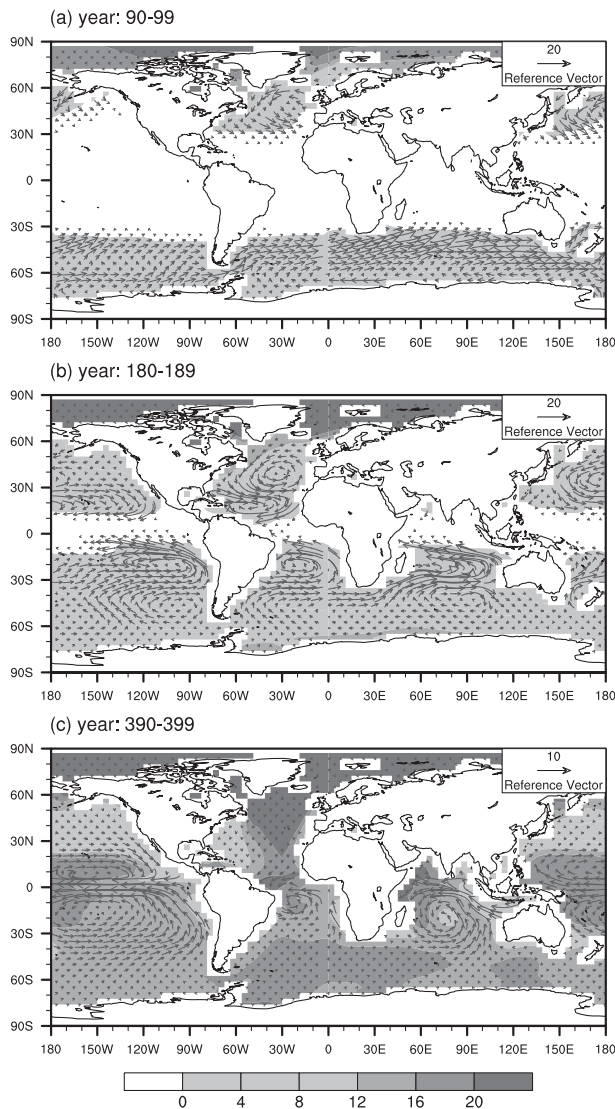 (a) year: 90-99
90N
60N
30N
0
30S
60S
90S
20
Reference Vector
180 150W 120W 90W 60W 30W 0 30E 60E 90E 120E 150E 180
(b) year: 180-189
90N
60N
30N
0
30S
60S
90S
20
Reference Vector
180 150W 120W 90W 60W 30W 0 30E 60E 90E 120E 150E 180
(c) year: 390-399
90N
60N
30N
0
30S
60S
90S
10
Reference Vector
180 150W 120W 90W 60W 30W 0 30E 60E 90E 120E 150E 180
0 4 8 12 16 20